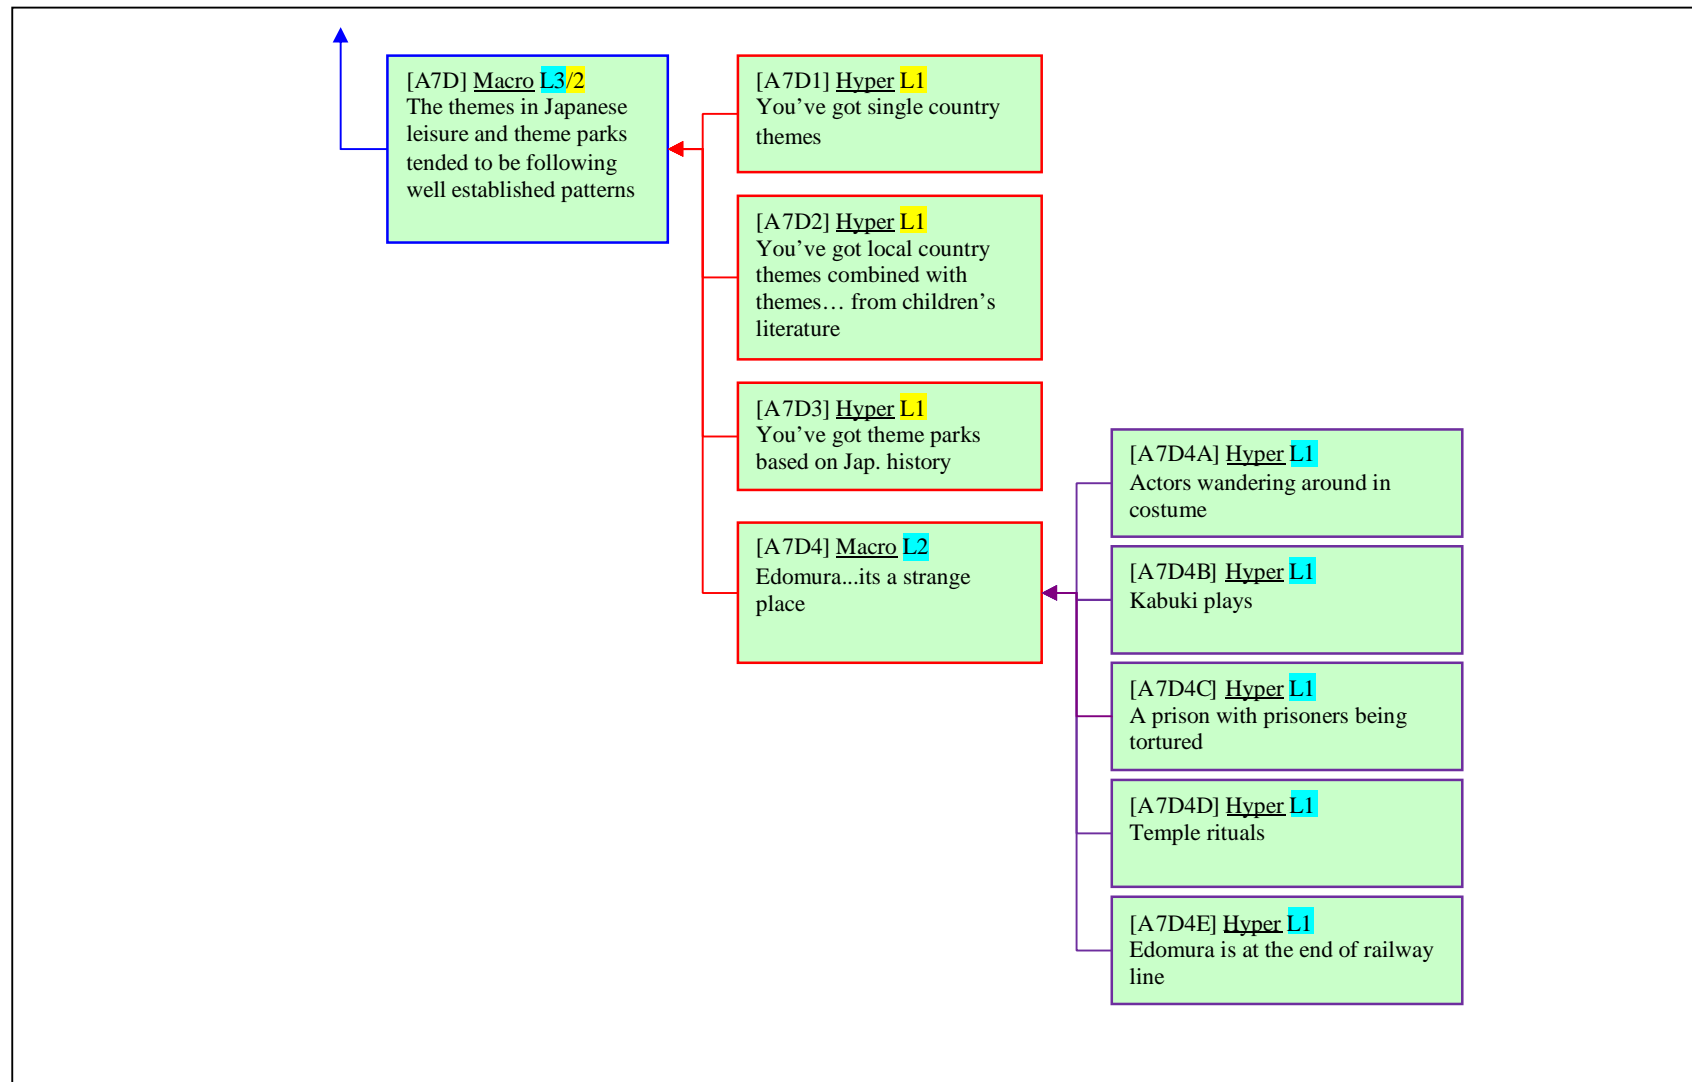 [A7D] Macro L3/2
The themes in Japanese
leisure and theme parks
tended to be following
well established patterns
[A7D1] Hyper L1
You’ve got single country
themes
[A7D2] Hyper L1
You’ve got local country
themes combined with
themes… from children’s
literature
[A7D3] Hyper L1
You’ve got theme parks
based on Jap. history
[A7D4] Macro L2
Edomura...its a strange
place
[A7D4A] Hyper L1
Actors wandering around in
costume
[A7D4B] Hyper L1
Kabuki plays
[A7D4C] Hyper L1
A prison with prisoners being
tortured
[A7D4D] Hyper L1
Temple rituals
[A7D4E] Hyper L1
Edomura is at the end of railway
line